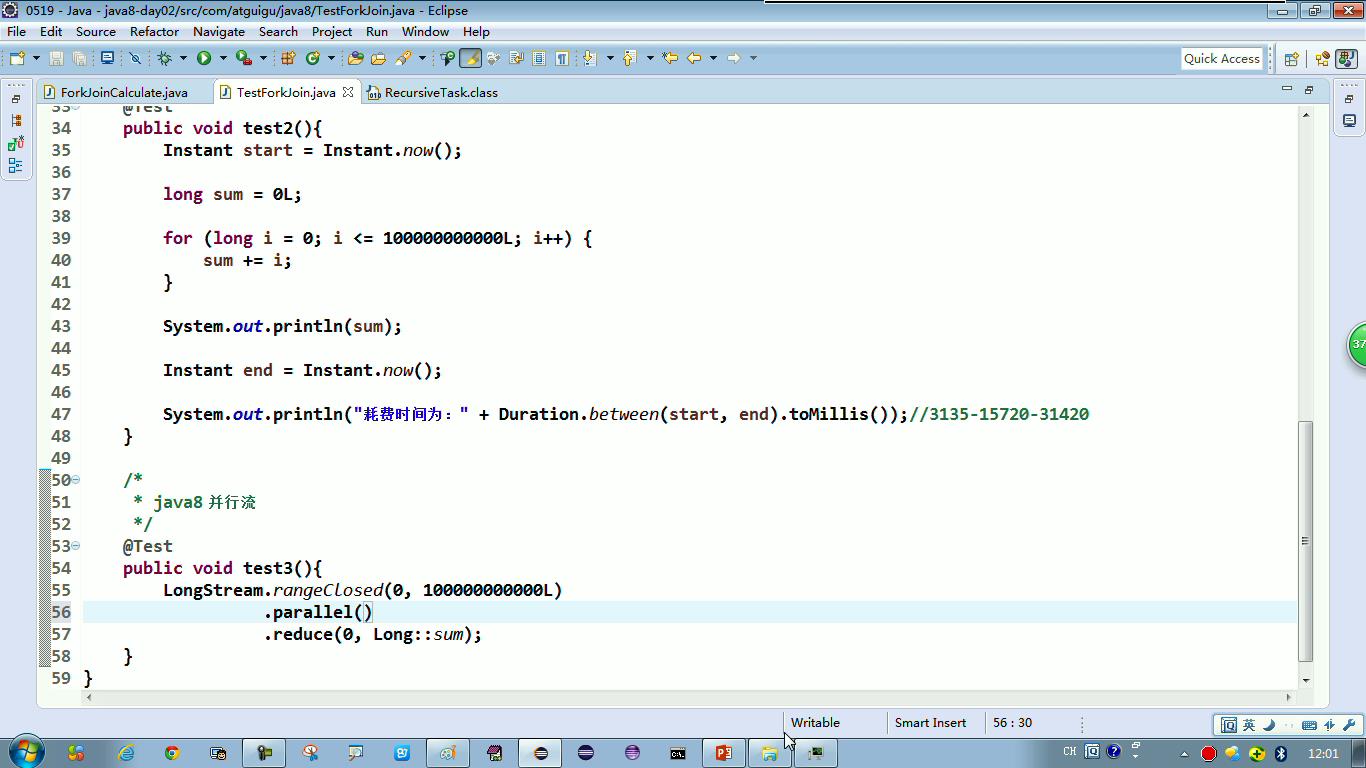 0519 - Java - java8-day02/src/com/atguigu/java8/TestForkJoin.java - Eclipse
File Edit Source Refactor Navigate Search Project Run Window Help
Quick Access
ForkJoinCalculate.java TestForkJoin.java RecursiveTask.class
33 @Test
34 public void test2(){
35 Instant start = Instant.now();
36
37 long sum = 0L;
38
39 for (long i = 0; i <= 100000000000L; i++) {
40 sum += i;
41 }
42
43 System.out.println(sum);
44
45 Instant end = Instant.now();
46
47 System.out.println("耗费时间为：" + Duration.between(start, end).toMillis());//3135-15720-31420
48 }
49
50 /*
51 * java8 并行流
52 */
53 @Test
54 public void test3(){
55 LongStream.rangeClosed(0, 100000000000L)
56 .parallel()
57 .reduce(0, Long::sum);
58 }
59 }
37
Writable Smart Insert 56 : 30
英
CH
12:01